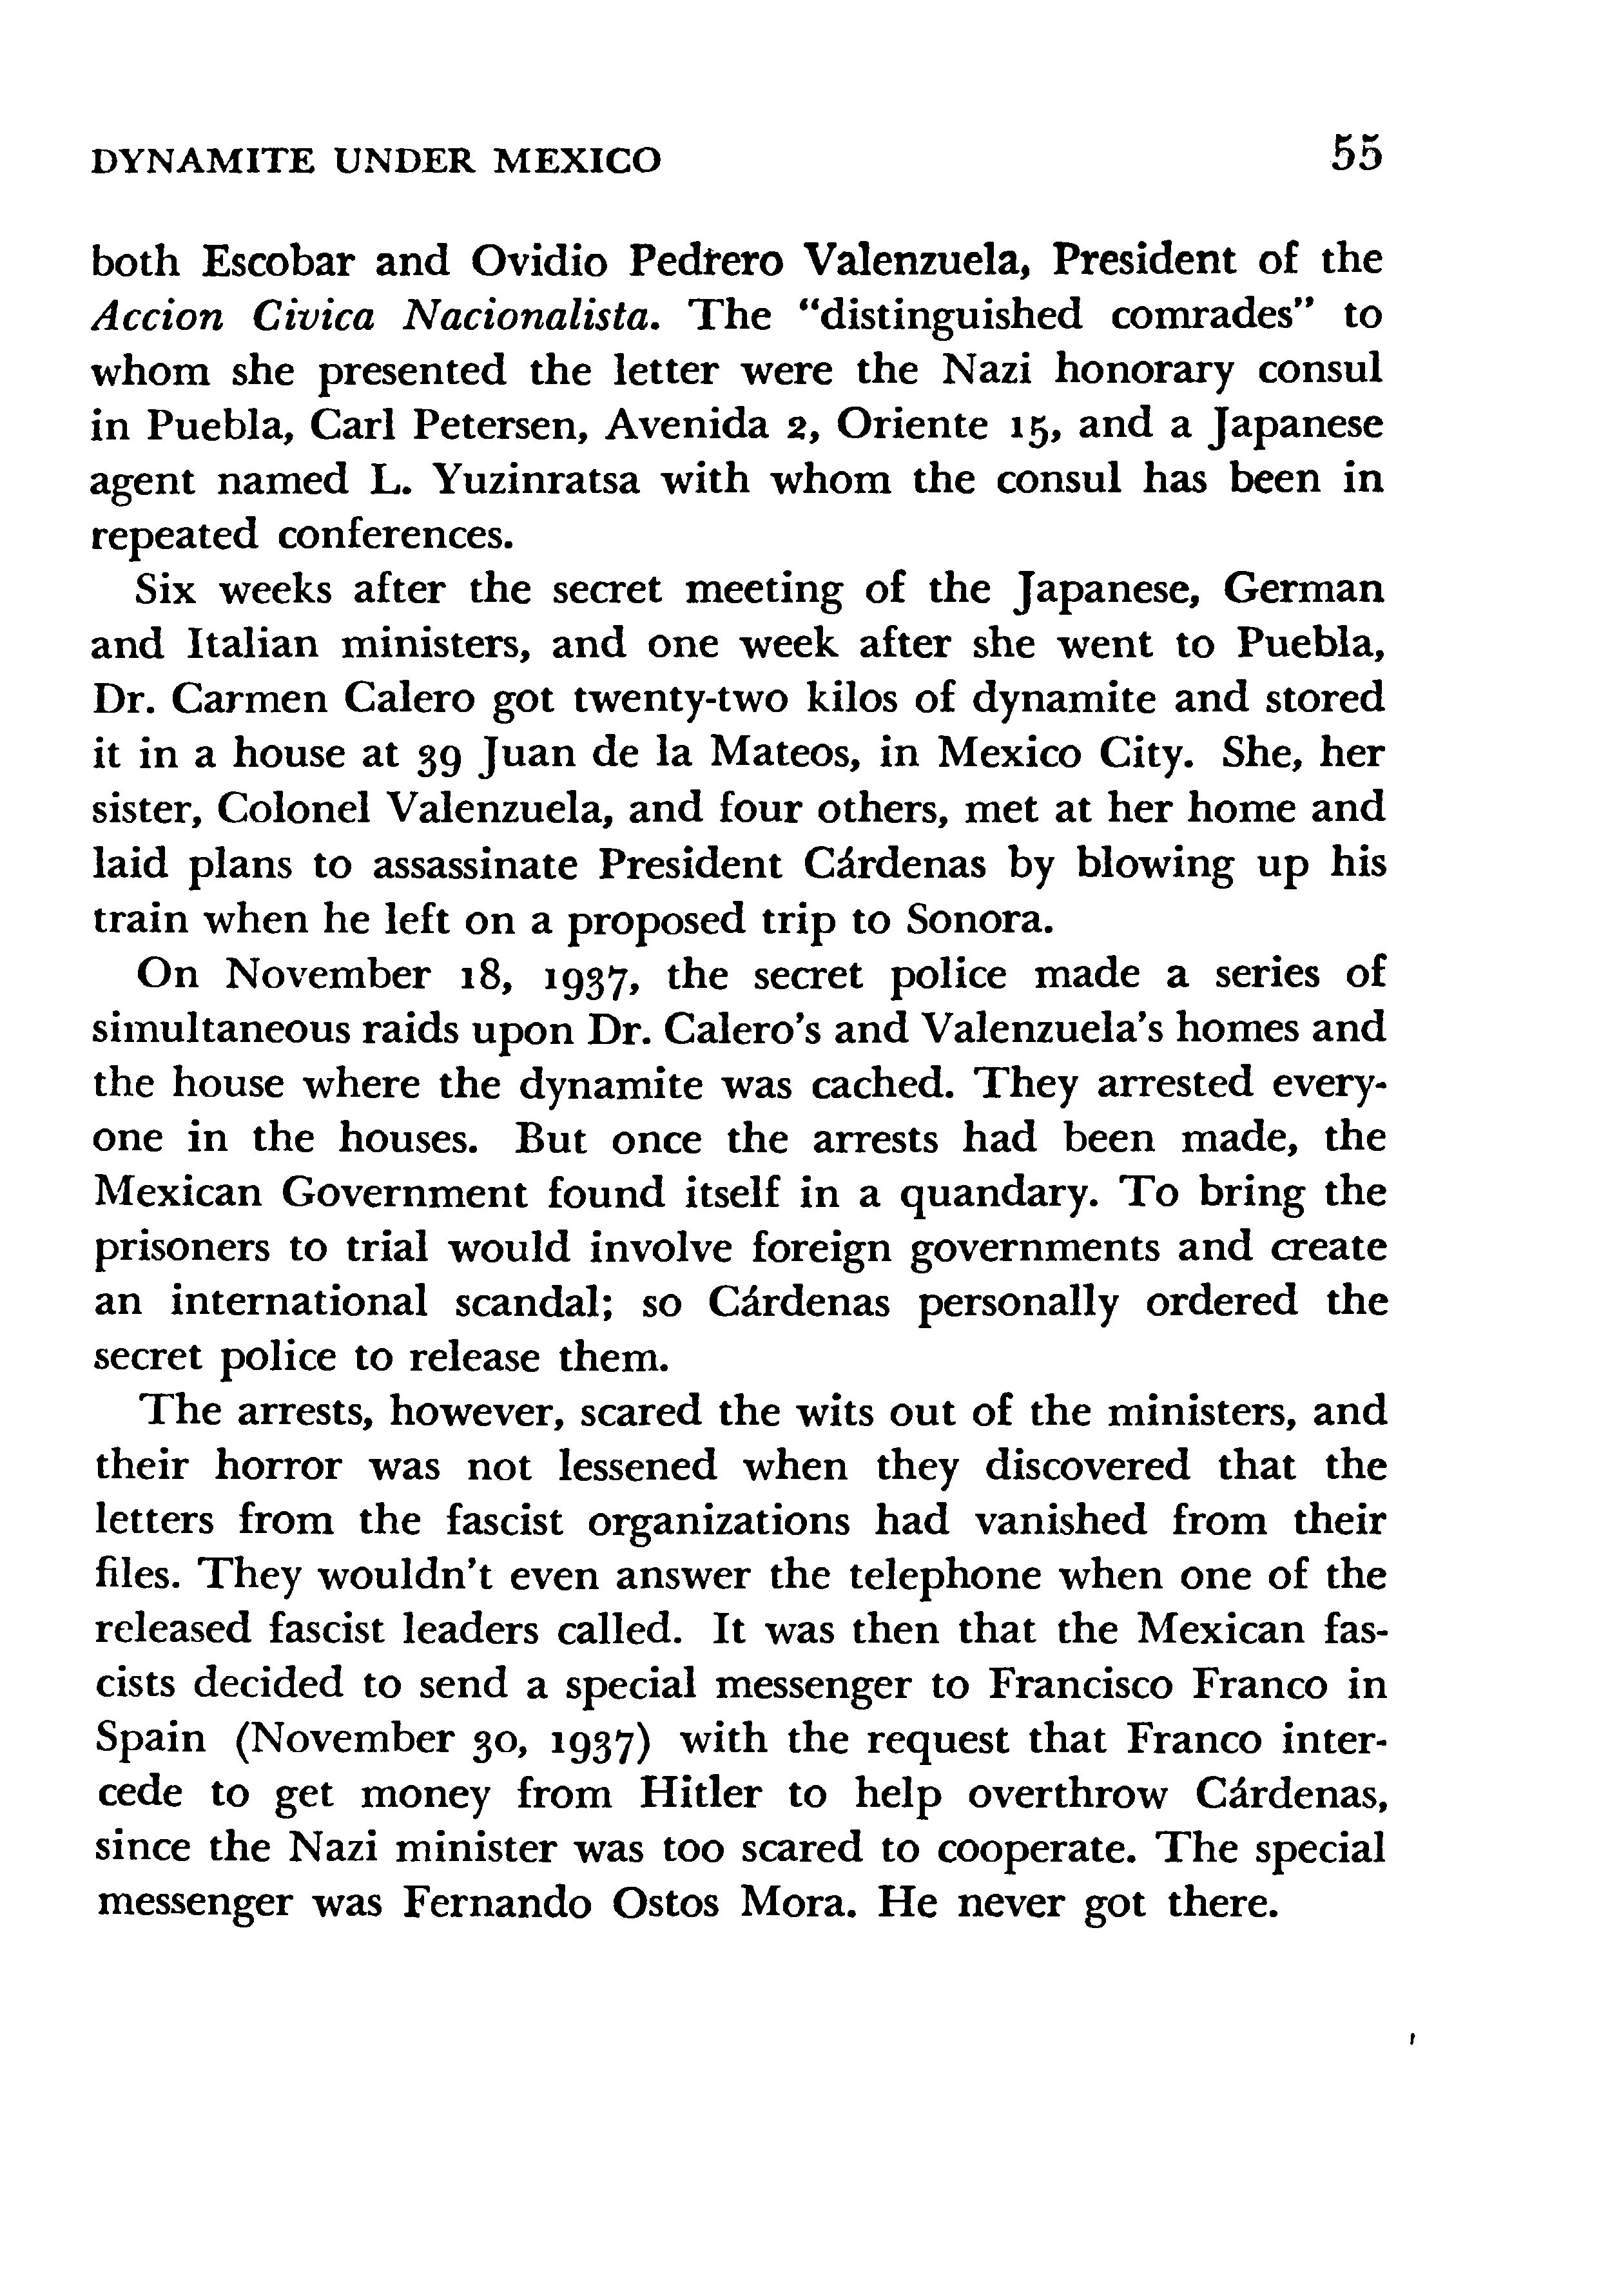 DYNAMITE UNDER MEXICO 55
both Escobar and Ovidio Pedrero Valenzuela, President of the
Accion Civica Nacionalista. The “distinguished comrades” to
whom she presented the letter were the Nazi honorary consul
in Puebla, Carl Petersen, Avenida 2, Oriente 15, and a Japanese
agent named L. Yuzinratsa with whom the consul has been in
repeated conferences.
Six weeks after the secret meeting of the Japanese, German
and Italian ministers, and one week after she went to Puebla,
Dr. Carmen Calero got twenty-two kilos of dynamite and stored
it in a house at 39 Juan de la Mateos, in Mexico City. She, her
sister, Colonel Valenzuela, and four others, met at her home and
laid plans to assassinate President Cárdenas by blowing up his
train when he left on a proposed trip to Sonora.
On November 18, 1937, the secret police made a series of
simultaneous raids upon Dr. Calero’s and Valenzuela’s homes and
the house where the dynamite was cached. They arrested every-
one in the houses. But once the arrests had been made, the
Mexican Government found itself in a quandary. To bring the
prisoners to trial would involve foreign governments and create
an international scandal; so Cárdenas personally ordered the
secret police to release them.
The arrests, however, scared the wits out of the ministers, and
their horror was not lessened when they discovered that the
letters from the fascist organizations had vanished from their
files. They wouldn’t even answer the telephone when one of the
released fascist leaders called. It was then that the Mexican fas-
cists decided to send a special messenger to Francisco Franco in
Spain (November 30, 1937) with the request that Franco inter-
cede to get money from Hitler to help overthrow Cárdenas,
since the Nazi minister was too scared to cooperate. The special
messenger was Fernando Ostos Mora. He never got there.